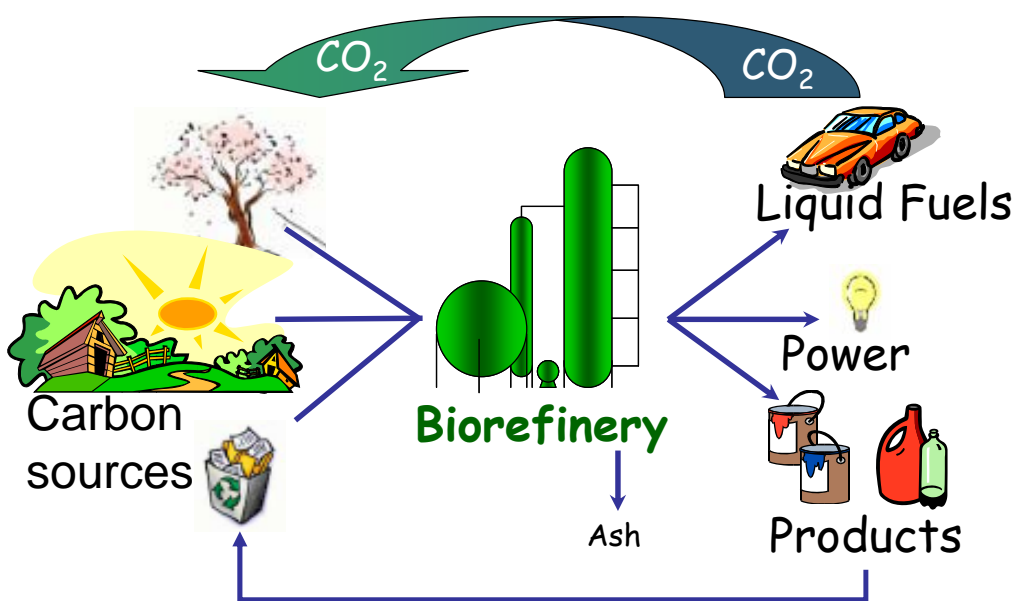 CO₂
CO₂
Liquid Fuels
Power
Carbon
sources
Biorefinery
Ash
Products